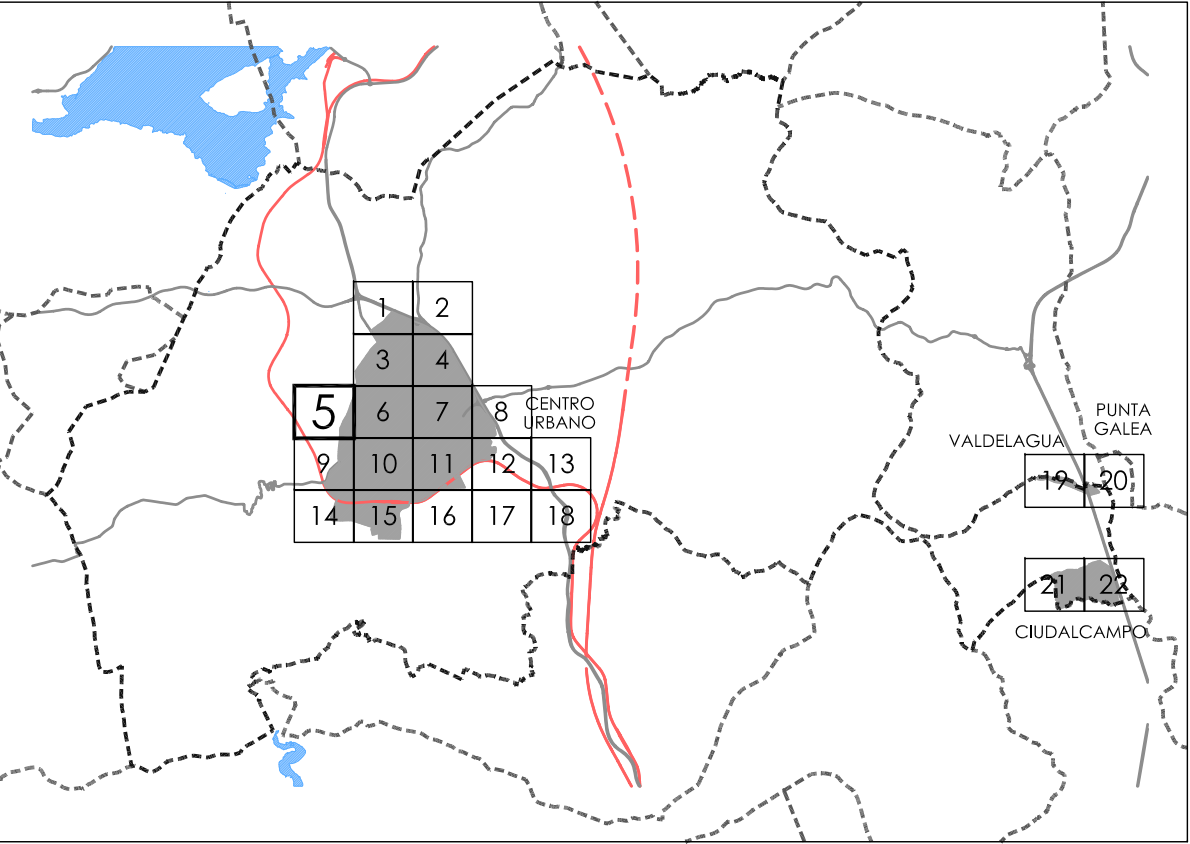 1 2
3 4
5 6 7 8
CENTRO
URBANO
9 10 11 12 13
14 15 16 17 18
PUNTA
GALEA
VALDELAGUA
19 20
21 22
CIUDALCAMPO